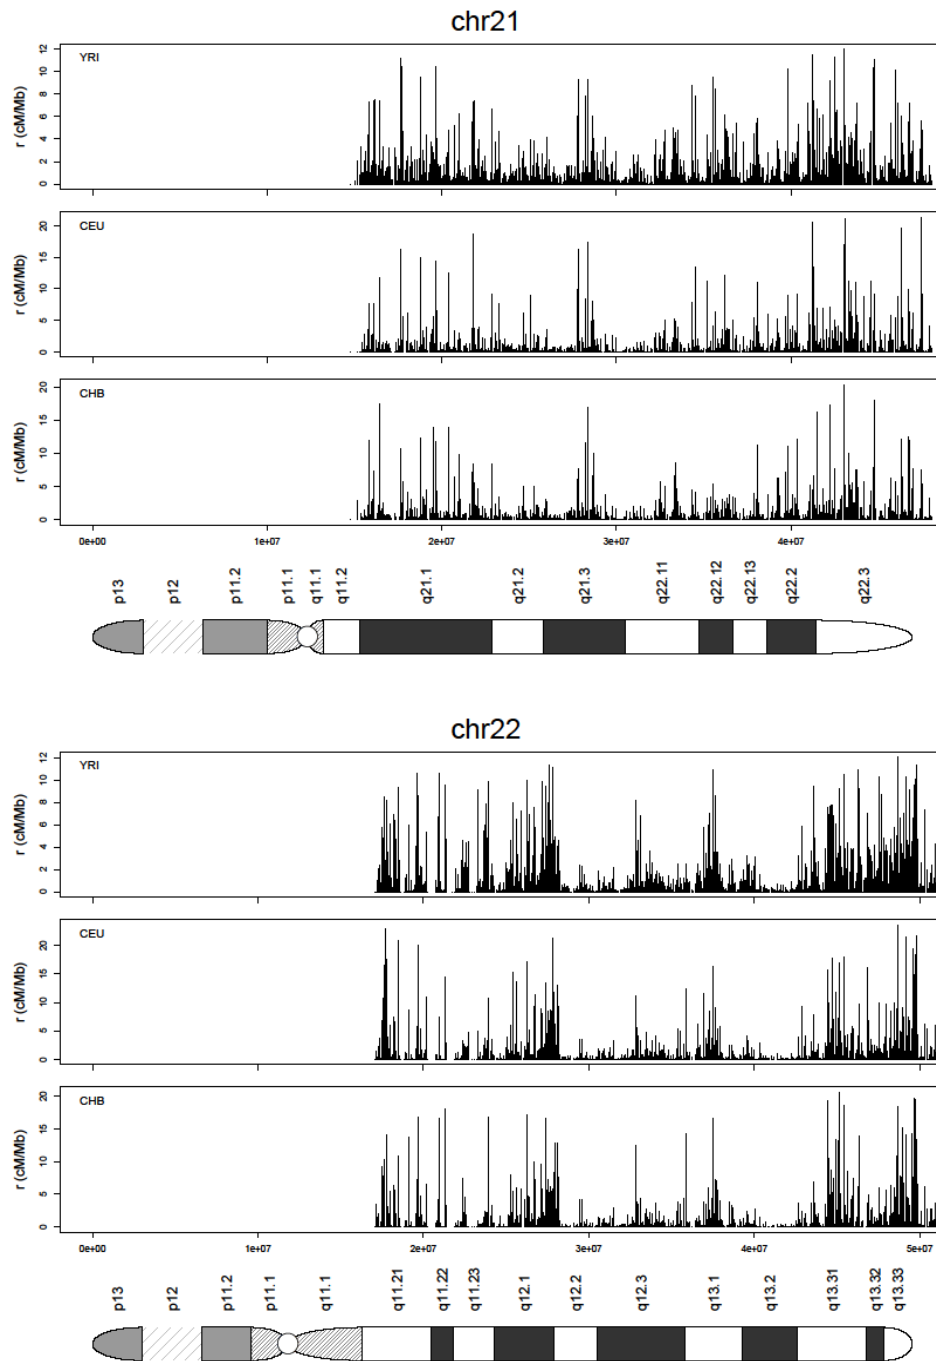 chr21
YRI
r (cM/Mb)
0 2 4 6 8 10 12
CEU
r (cM/Mb)
0 5 10 15 20
CHB
r (cM/Mb)
0 5 10 15 20
0e+00 1e+07 2e+07 3e+07 4e+07
p13 p12 p11.2 p11.1 q11.1 q11.2 q21.1 q21.2 q21.3 q22.11 q22.12 q22.13 q22.2 q22.3
chr22
YRI
r (cM/Mb)
0 2 4 6 8 10 12
CEU
r (cM/Mb)
0 5 10 15 20
CHB
r (cM/Mb)
0 5 10 15 20
0e+00 1e+07 2e+07 3e+07 4e+07 5e+07
p13 p12 p11.2 p11.1 q11.1 q11.21 q11.22 q11.23 q12.1 q12.2 q12.3 q13.1 q13.2 q13.31 q13.32 q13.33